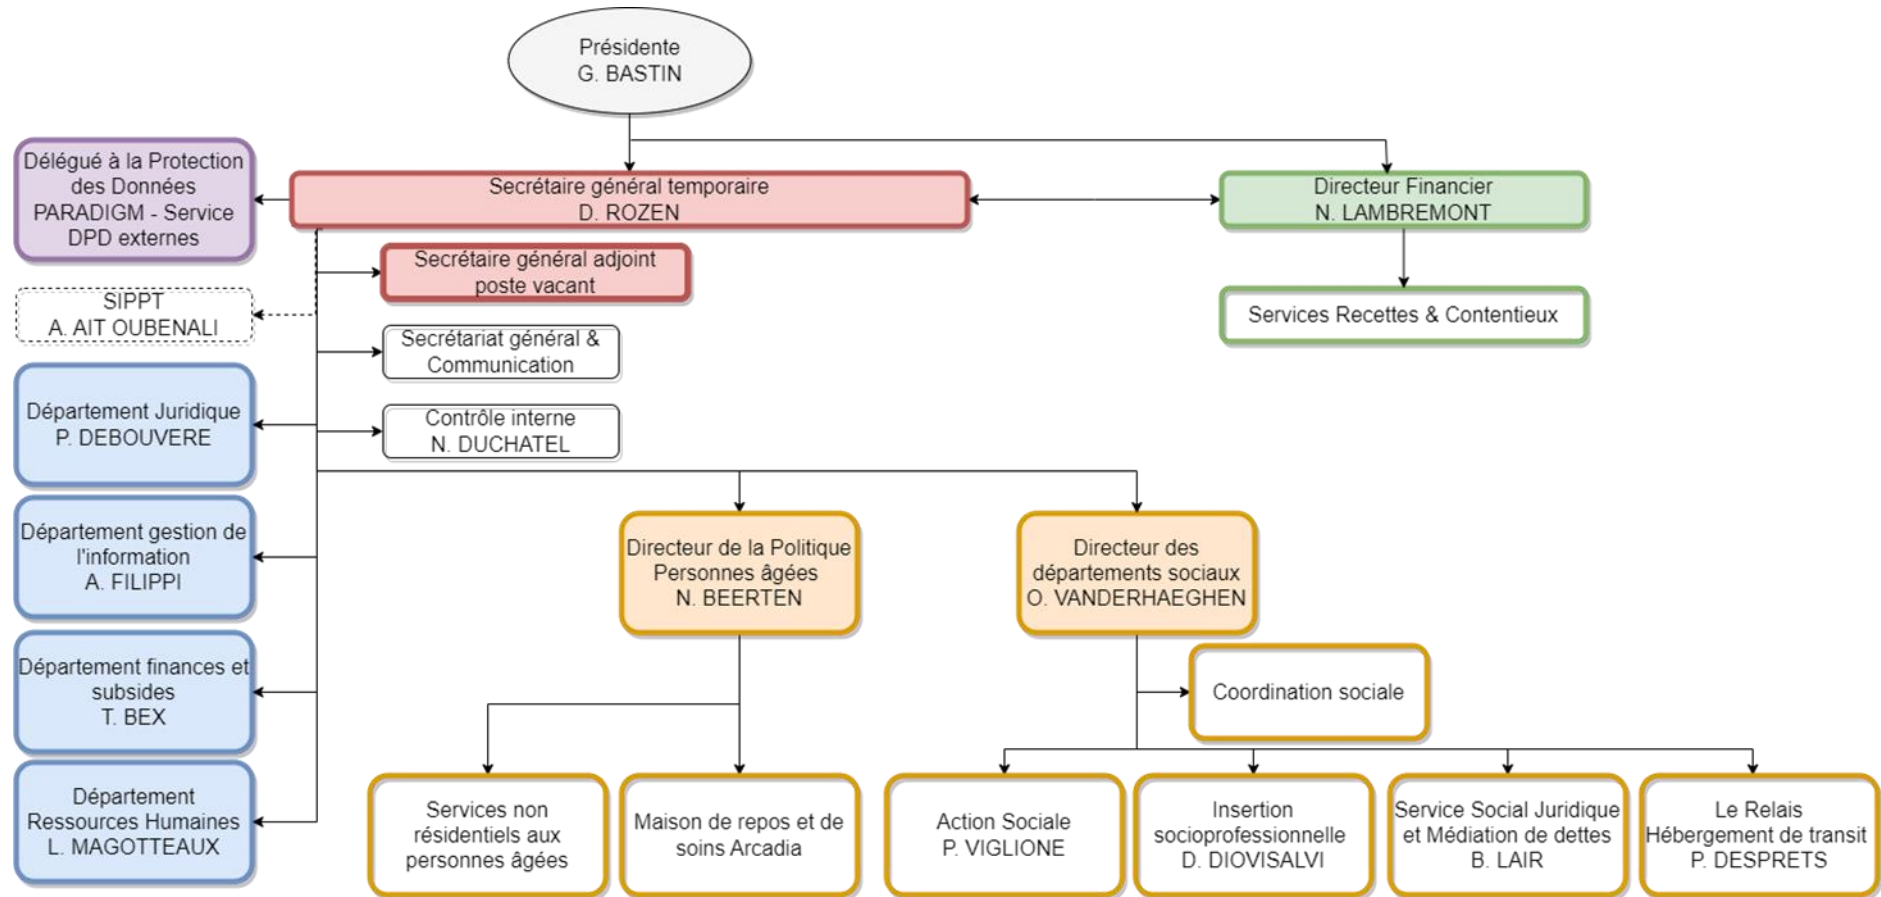 Présidente
G. BASTIN
Délégué à la Protection
des Données
PARADIGM - Service
DPD externes
Secrétaire général temporaire
D. ROZEN
Directeur Financier
N. LAMBREMONT
Secrétaire général adjoint
poste vacant
SIPPT
A. AIT OUBENALI
Services Recettes & Contentieux
Secrétariat général &
Communication
Département Juridique
P. DEBOUVERE
Contrôle interne
N. DUCHATEL
Département gestion de
l'information
A. FILIPPI
Directeur de la Politique
Personnes âgées
N. BEERTEN
Directeur des
départements sociaux
O. VANDERHAEGHEN
Département finances et
subsides
T. BEX
Coordination sociale
Département
Ressources Humaines
L. MAGOTTEAUX
Services non
résidentiels aux
personnes âgées
Maison de repos et de
soins Arcadia
Action Sociale
P. VIGLIONE
Insertion
socioprofessionnelle
D. DIOVISALVI
Service Social Juridique
et Médiation de dettes
B. LAIR
Le Relais
Hébergement de transit
P. DESPRETS